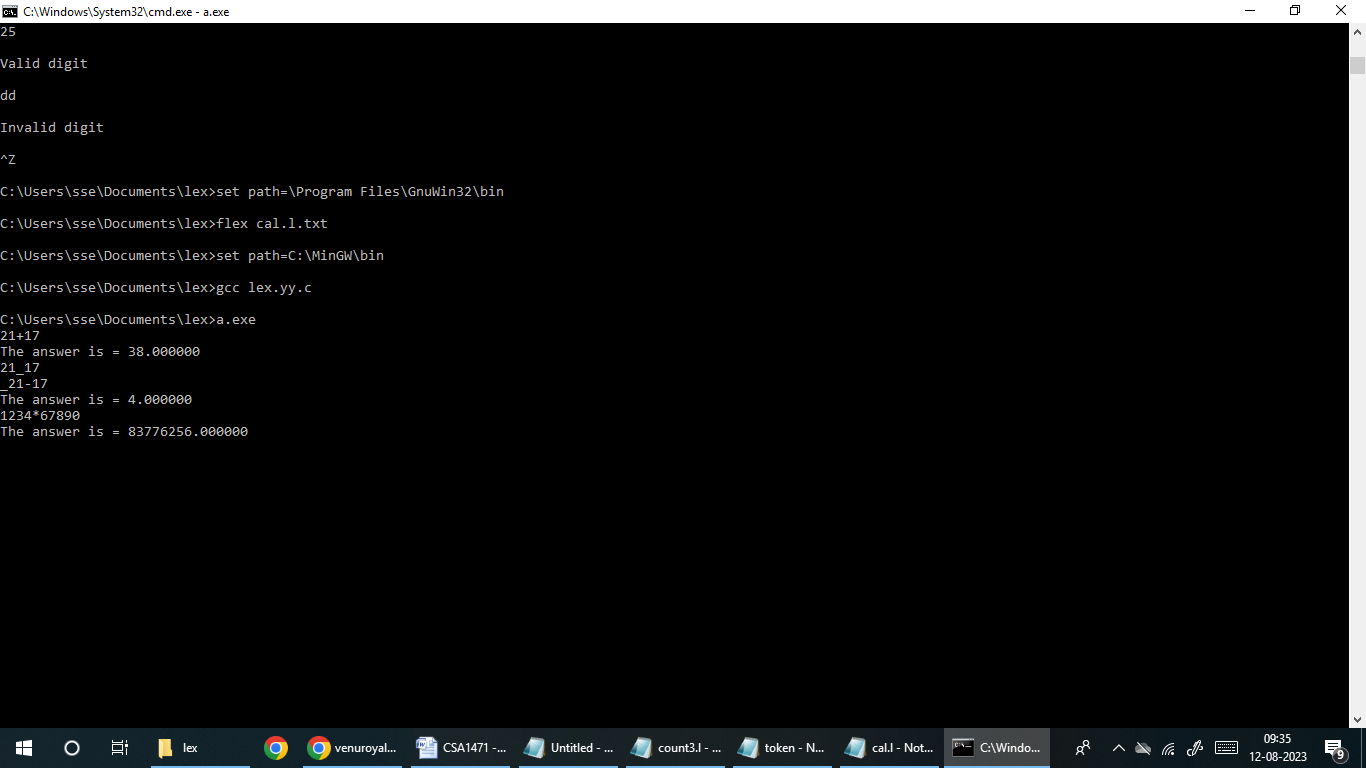 C:\Windows\System32\cmd.exe - a.exe
25
Valid digit
dd
Invalid digit
^Z
C:\Users\sse\Documents\lex>set path=\Program Files\GnuWin32\bin
C:\Users\sse\Documents\lex>flex cal.l.txt
C:\Users\sse\Documents\lex>set path=C:\MinGW\bin
C:\Users\sse\Documents\lex>gcc lex.yy.c
C:\Users\sse\Documents\lex>a.exe
21+17
The answer is = 38.000000
21_17
_21-17
The answer is = 4.000000
1234*67890
The answer is = 83776256.000000
lex venuroyal... CSA1471 -... Untitled - ... count3.l - ... token - N... cal.l - Not... C:\Windo... 09:35
12-08-2023 9